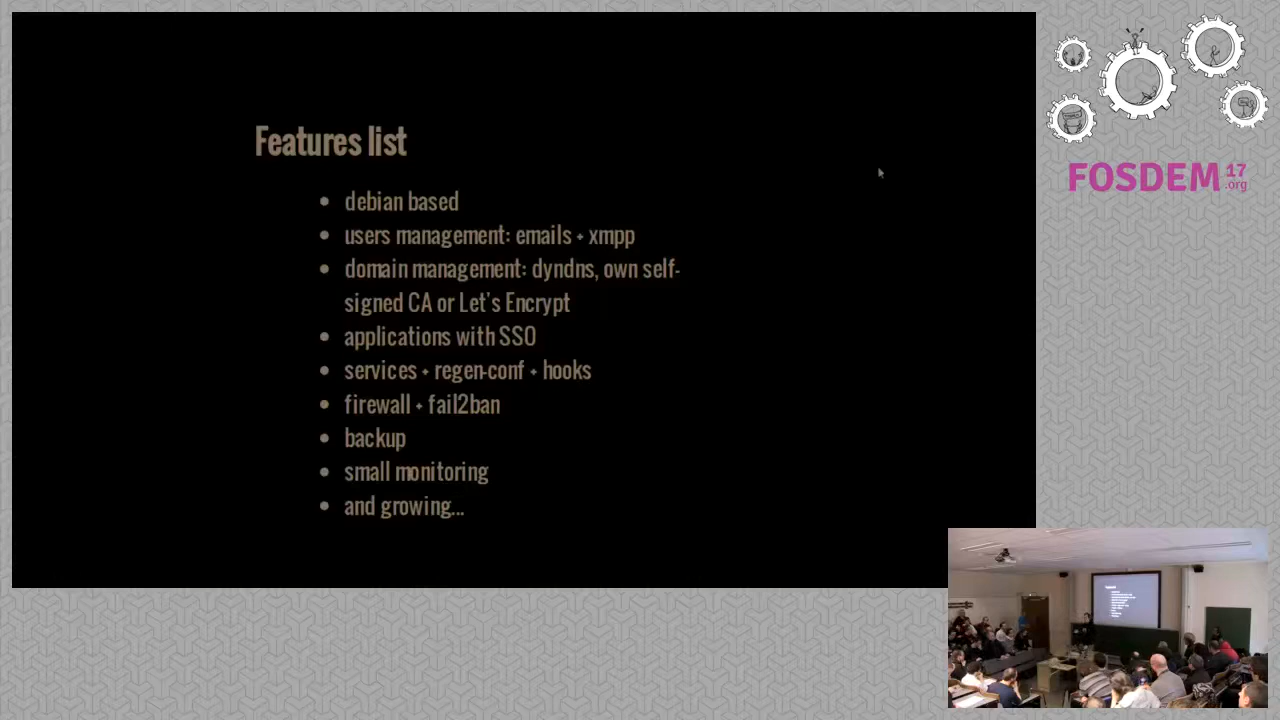 Features list
debian based
users management: emails + xmpp
domain management: dyndns, own self-
signed CA or Let's Encrypt
applications with SSO
services + regen-conf + hooks
firewall + fail2ban
backup
small monitoring
and growing...
FOSDEM 17
.org